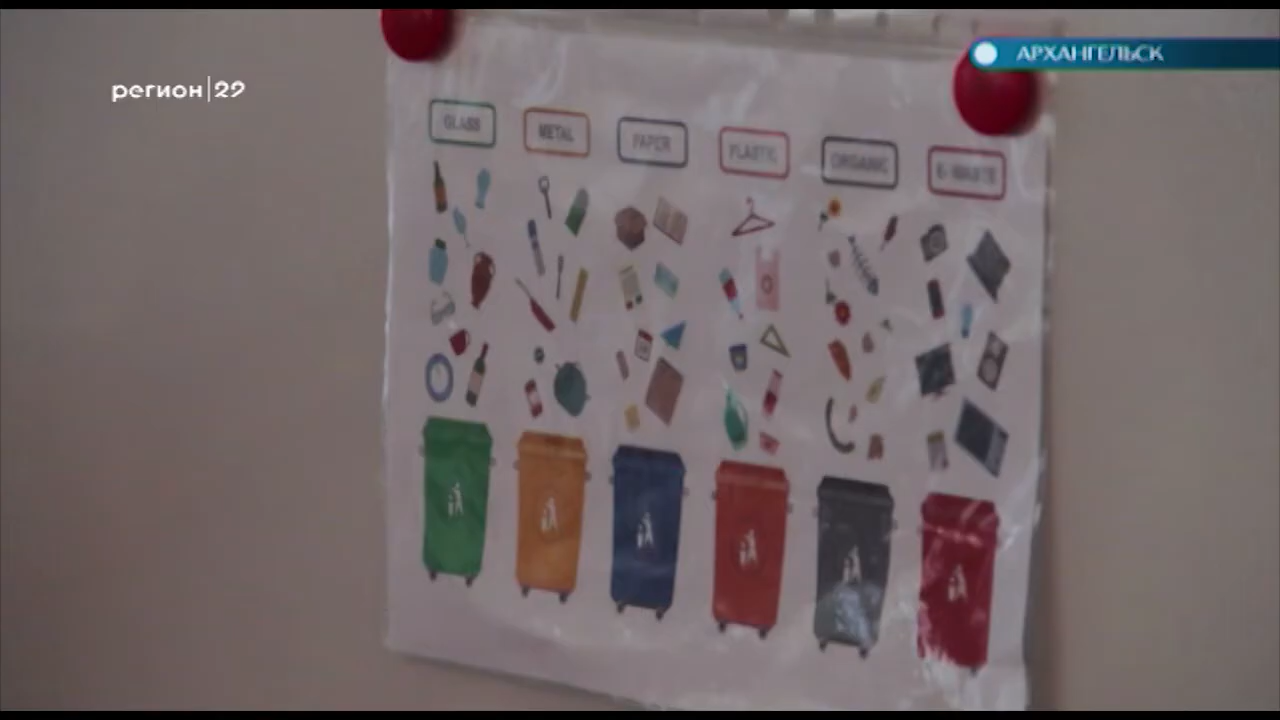 АРХАНГЕЛЬСК
регион|29
GLASS
METAL
PAPER
PLASTIC
ORGANIC
E-WASTE